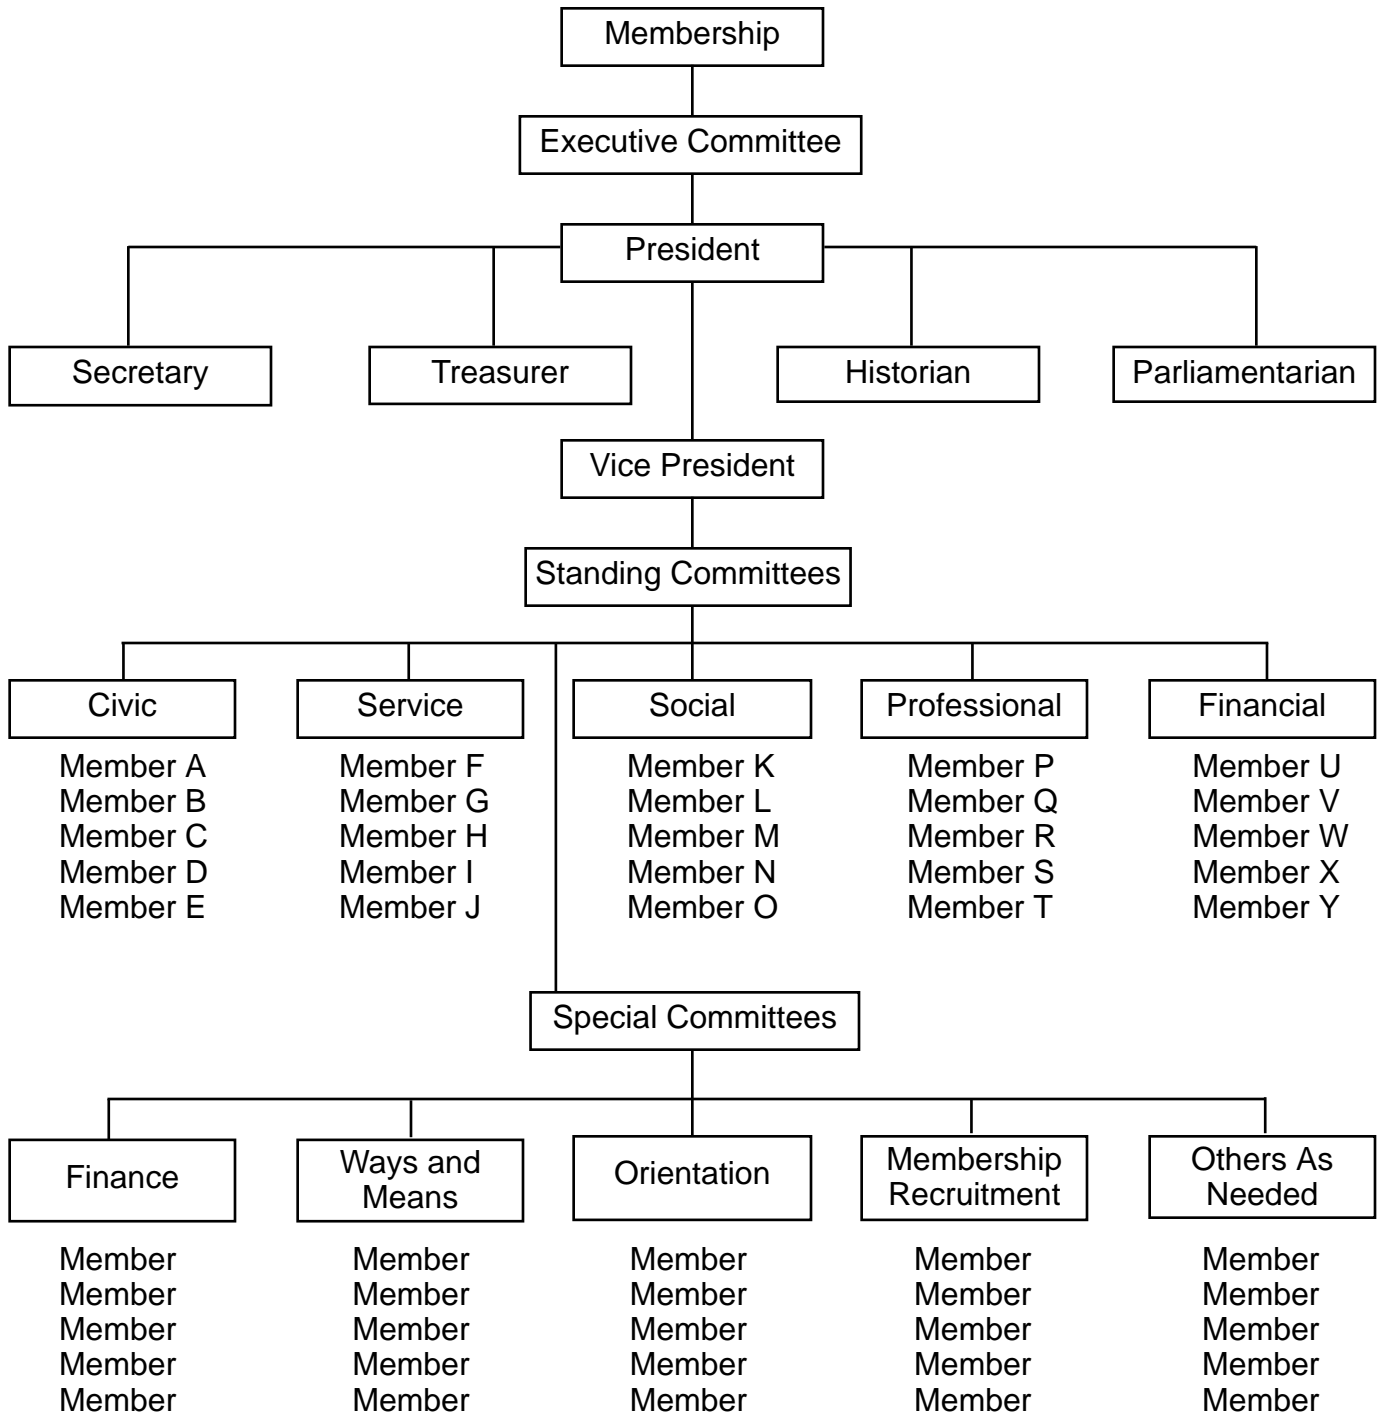 Membership
Executive Committee
President
Secretary
Treasurer
Historian
Parliamentarian
Vice President
Standing Committees
Civic
Member A
Member B
Member C
Member D
Member E
Service
Member F
Member G
Member H
Member I
Member J
Social
Member K
Member L
Member M
Member N
Member O
Professional
Member P
Member Q
Member R
Member S
Member T
Financial
Member U
Member V
Member W
Member X
Member Y
Special Committees
Finance
Member
Member
Member
Member
Member
Ways and
Means
Member
Member
Member
Member
Member
Orientation
Member
Member
Member
Member
Member
Membership
Recruitment
Member
Member
Member
Member
Member
Others As
Needed
Member
Member
Member
Member
Member